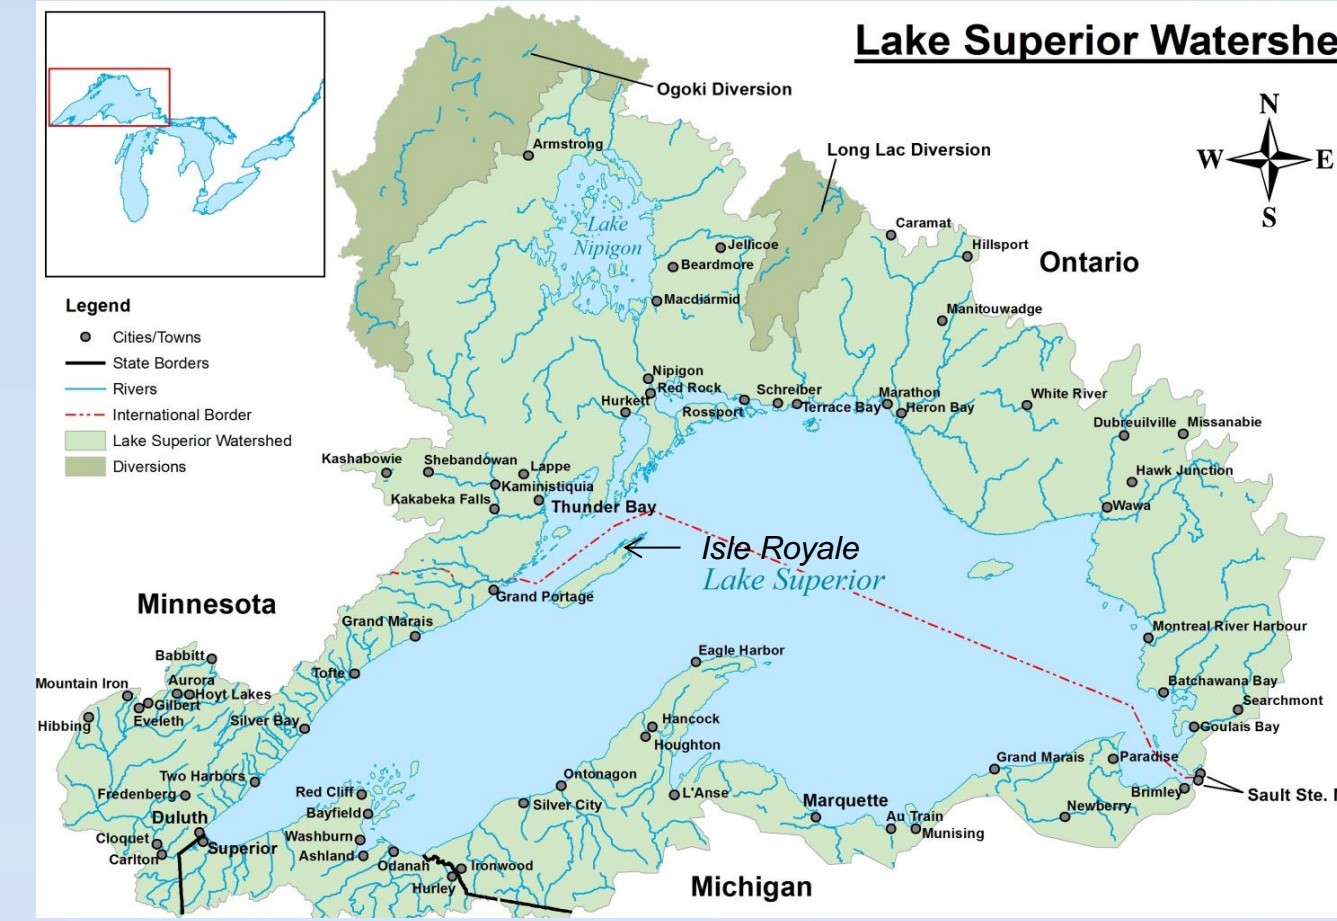 Lake Superior Watershe
Ogoki Diversion
Armstrong
Long Lac Diversion
N
W
E
S
Lake
Nipigon
Jellicoe
Beardmore
Macdiarmid
Caramat
Hillsport
Ontario
Manitouwadge
Legend
Cities/Towns
State Borders
Rivers
International Border
Lake Superior Watershed
Diversions
Nipigon
Red Rock
Hurkett
Rossport
Schreiber
Terrace Bay
Marathon
Heron Bay
White River
Dubreuilville
Missanabie
Hawk Junction
Wawa
Kashabowie
Shebandowan
Lappe
Kaministiquia
Kakabeka Falls
Thunder Bay
Isle Royale
Lake Superior
Grand Portage
Minnesota
Grand Marais
Babbitt
Tofte
Mountain Iron
Aurora
Hoyt Lakes
Gilbert
Eveleth
Hibbing
Silver Bay
Two Harbors
Fredenberg
Duluth
Cloquet
Carlton
Superior
Eagle Harbor
Hancock
Houghton
Ontonagon
Silver City
L'Anse
Red Cliff
Bayfield
Washburn
Ashland
Odanah
Ironwood
Hurley
Montreal River Harbour
Batchawana Bay
Searchmont
Goulais Bay
Grand Marais
Paradise
Brimley
Sault Ste. M
Newberry
Marquette
Au Train
Munising
Michigan